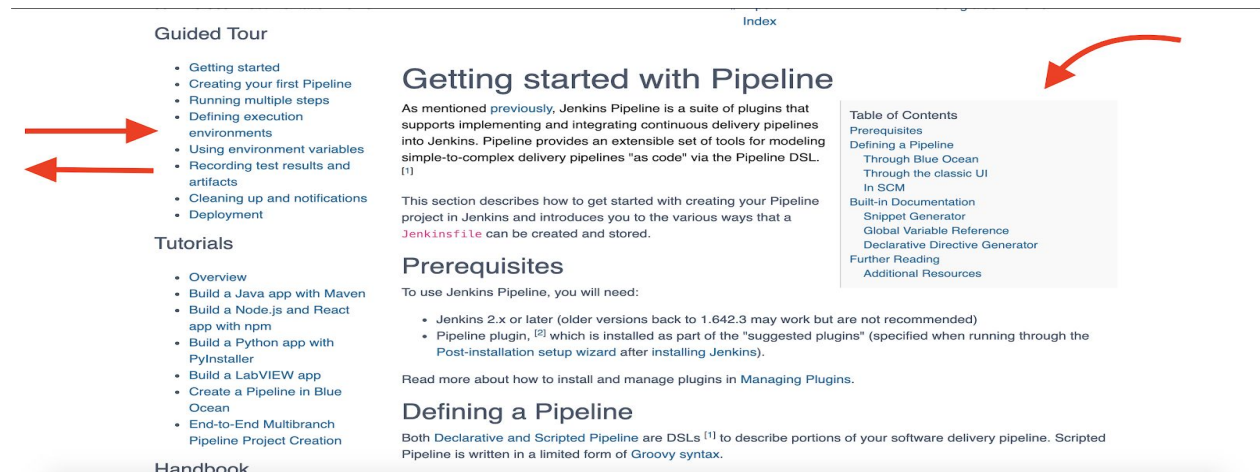 Index
Guided Tour
Getting started
Creating your first Pipeline
Running multiple steps
Defining execution
environments
Using environment variables
Recording test results and
artifacts
Cleaning up and notifications
Deployment
Tutorials
Overview
Build a Java app with Maven
Build a Node.js and React
app with npm
Build a Python app with
PyInstaller
Build a LabVIEW app
Create a Pipeline in Blue
Ocean
End-to-End Multibranch
Pipeline Project Creation
Handbook
Getting started with Pipeline
As mentioned previously, Jenkins Pipeline is a suite of plugins that
supports implementing and integrating continuous delivery pipelines
into Jenkins. Pipeline provides an extensible set of tools for modeling
simple-to-complex delivery pipelines "as code" via the Pipeline DSL.
[1]
This section describes how to get started with creating your Pipeline
project in Jenkins and introduces you to the various ways that a
Jenkinsfile can be created and stored.
Table of Contents
Prerequisites
Defining a Pipeline
Through Blue Ocean
Through the classic UI
In SCM
Built-in Documentation
Snippet Generator
Global Variable Reference
Declarative Directive Generator
Further Reading
Additional Resources
Prerequisites
To use Jenkins Pipeline, you will need:
Jenkins 2.x or later (older versions back to 1.642.3 may work but are not recommended)
Pipeline plugin, [2] which is installed as part of the "suggested plugins" (specified when running through the
Post-installation setup wizard after installing Jenkins).
Read more about how to install and manage plugins in Managing Plugins.
Defining a Pipeline
Both Declarative and Scripted Pipeline are DSLs [1] to describe portions of your software delivery pipeline. Scripted
Pipeline is written in a limited form of Groovy syntax.